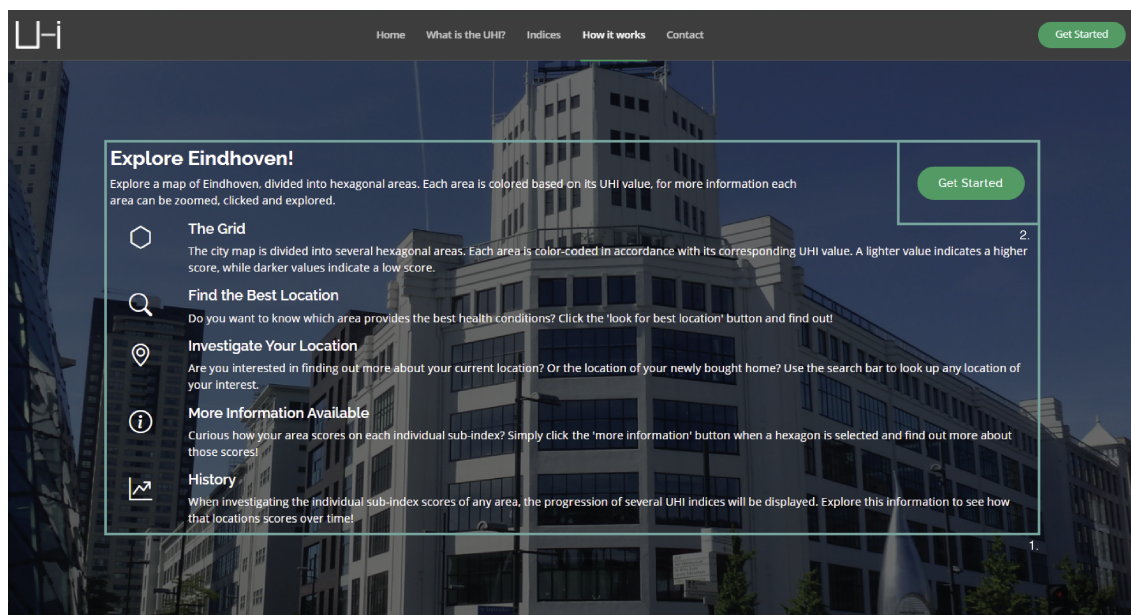 U-i
Home What is the UHI? Indices How it works Contact
Get Started
Explore Eindhoven!
Explore a map of Eindhoven, divided into hexagonal areas. Each area is colored based on its UHI value, for more information each
area can be zoomed, clicked and explored.
Get Started
2.
The Grid
The city map is divided into several hexagonal areas. Each area is color-coded in accordance with its corresponding UHI value. A lighter value indicates a higher
score, while darker values indicate a low score.
Find the Best Location
Do you want to know which area provides the best health conditions? Click the 'look for best location' button and find out!
Investigate Your Location
Are you interested in finding out more about your current location? Or the location of your newly bought home? Use the search bar to look up any location of
your interest.
More Information Available
Curious how your area scores on each individual sub-index? Simply click the 'more information' button when a hexagon is selected and find out more about
those scores!
History
When investigating the individual sub-index scores of any area, the progression of several UHI indices will be displayed. Explore this information to see how
that locations scores over time!
1.